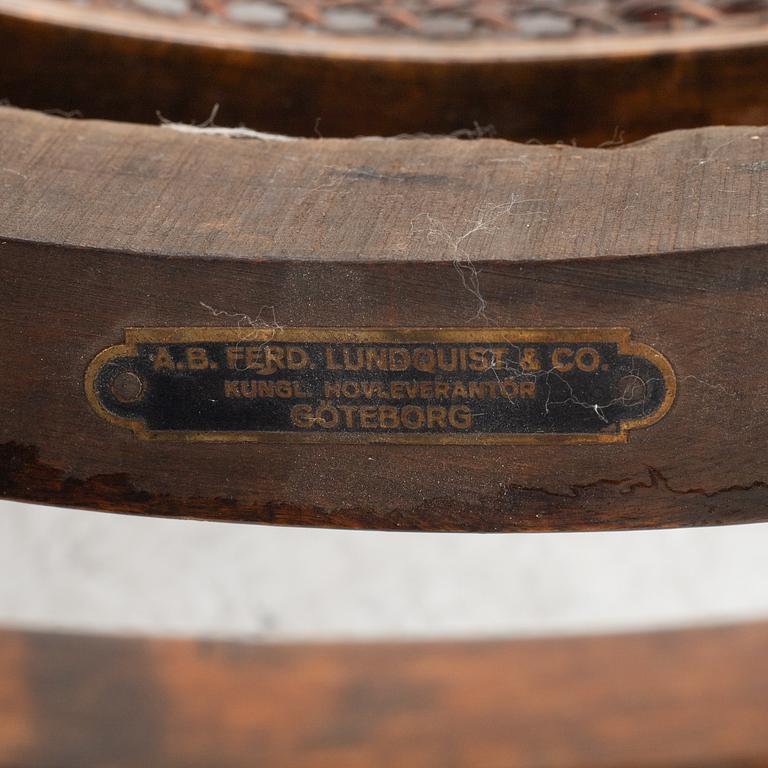 A.B. FERD. LUNDQUIST & CO.
KUNGL. HOVLEVERANTÖR
GÖTEBORG